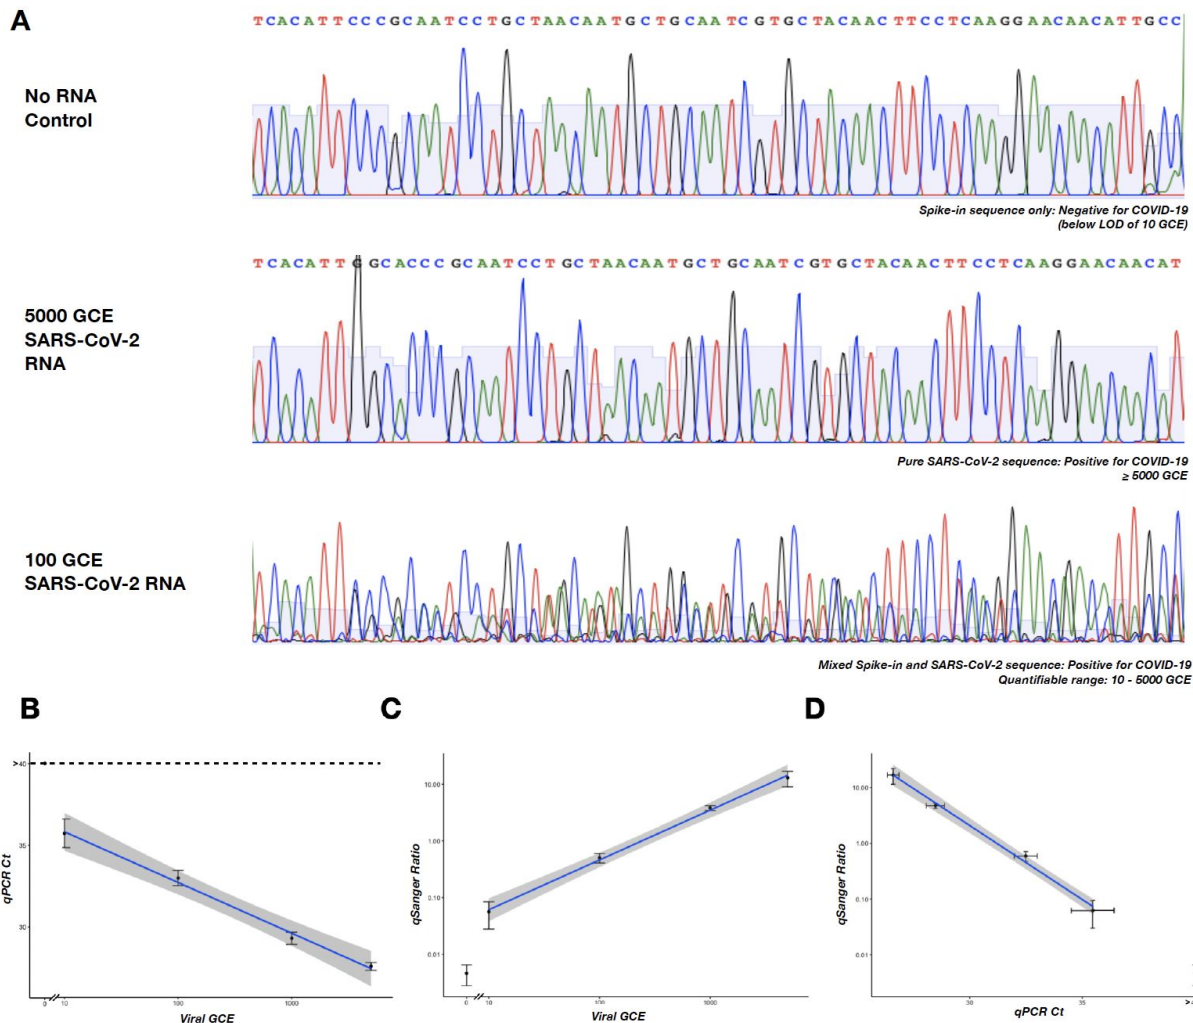 A
TCACATTCCCGCAATCCTGCTAACAATGCTGCAATCGTGCTACAACTTCCTCAAGGAACAACATTGCC
No RNA
Control
Spike-in sequence only: Negative for COVID-19
(below LOD of 10 GCE)
TCACATTGGCACCCGCAATCCTGCTAACAATGCTGCAATCGTGCTACAACTTCCTCAAGGAACAACAT
5000 GCE
SARS-CoV-2
RNA
Pure SARS-CoV-2 sequence: Positive for COVID-19
≥ 5000 GCE
100 GCE
SARS-CoV-2 RNA
Mixed Spike-in and SARS-CoV-2 sequence: Positive for COVID-19
Quantifiable range: 10 - 5000 GCE
B
>40
35
30
qPCR Ct
0 10 100 1000
Viral GCE
C
10.00
1.00
0.10
0.01
qSanger Ratio
0 10 100 1000
Viral GCE
D
10.00
1.00
0.10
0.01
qSanger Ratio
30 35
qPCR Ct